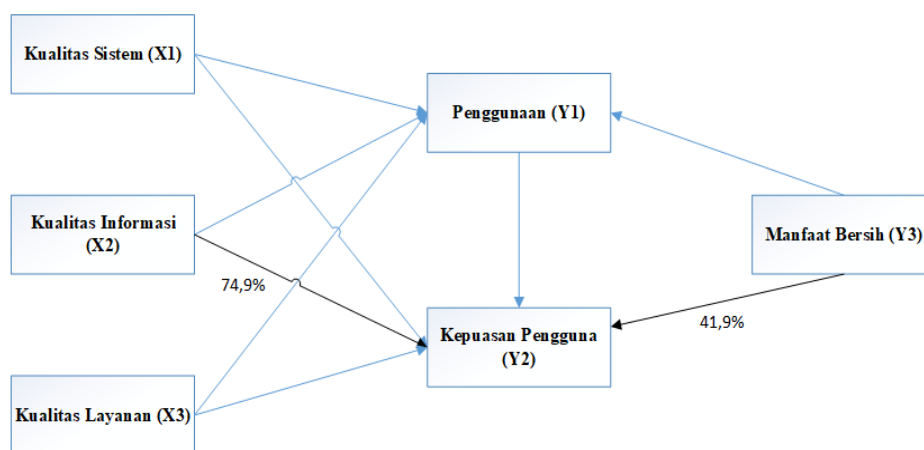 Kualitas Sistem (X1)
Penggunaan (Y1)
Kualitas Informasi
(X2)
Manfaat Bersih (Y3)
74,9%
41,9%
Kepuasan Pengguna
(Y2)
Kualitas Layanan (X3)